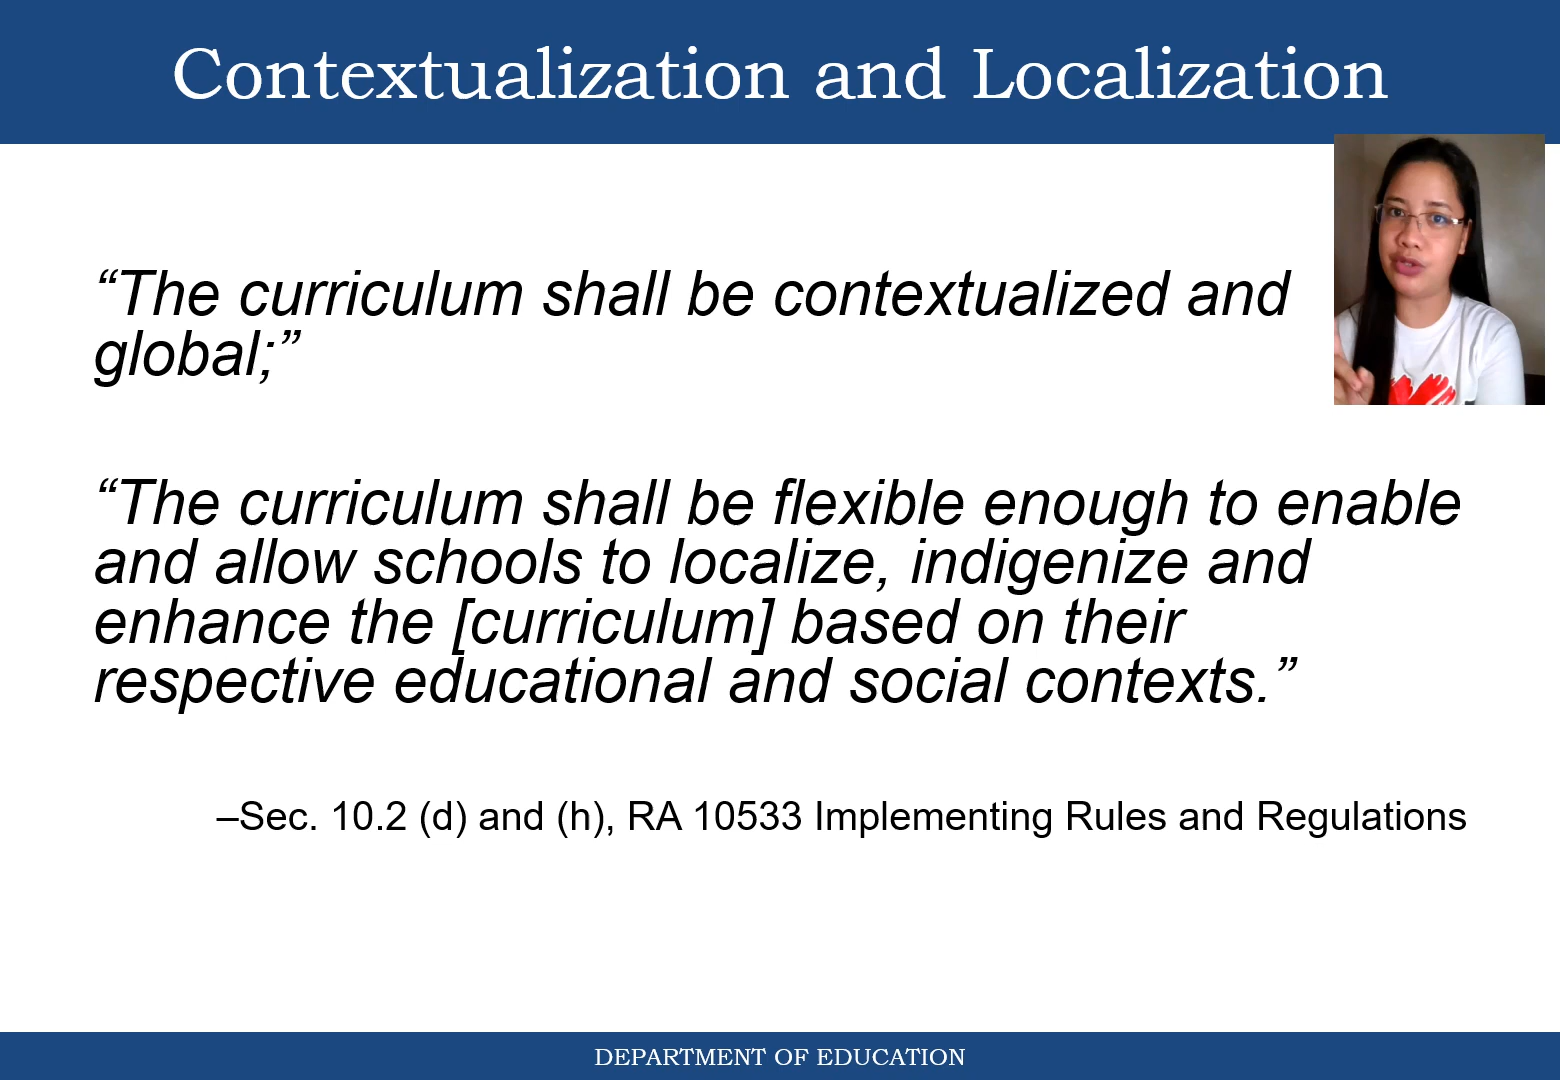 Contextualization and Localization
“The curriculum shall be contextualized and
global;”
“The curriculum shall be flexible enough to enable
and allow schools to localize, indigenize and
enhance the [curriculum] based on their
respective educational and social contexts.”
–Sec. 10.2 (d) and (h), RA 10533 Implementing Rules and Regulations
DEPARTMENT OF EDUCATION